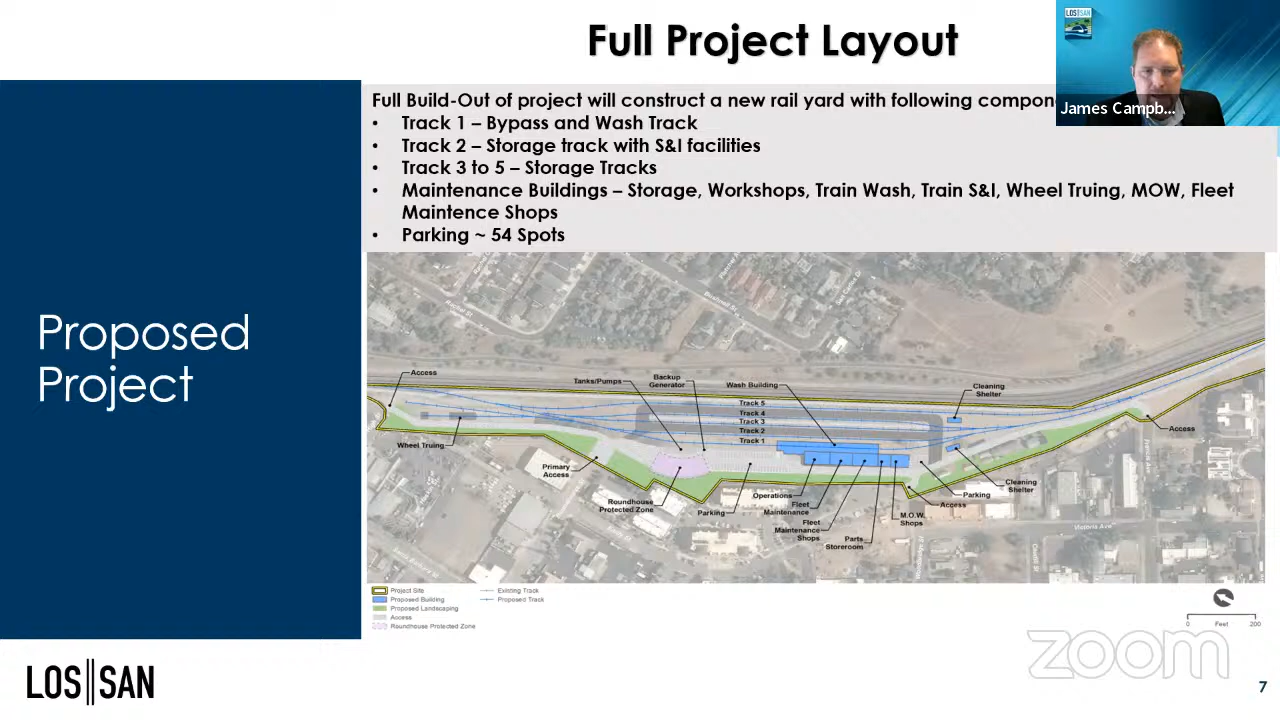 Full Project Layout
LOS SAN
James Campb...
Full Build-Out of project will construct a new rail yard with following compon
• Track 1 – Bypass and Wash Track
• Track 2 – Storage track with S&I facilities
• Track 3 to 5 – Storage Tracks
• Maintenance Buildings – Storage, Workshops, Train Wash, Train S&I, Wheel Truing, MOW, Fleet
Maintence Shops
• Parking ~ 54 Spots
Proposed
Project
Access
Tanks/Pumps
Backup
Generator
Wash Building
Cleaning
Shelter
Track 5
Track 4
Track 3
Track 2
Track 1
Wheel Truing
Access
Primary
Access
Roundhouse
Protected Zone
Parking
Operations
Fleet
Maintenance
Fleet
Maintenance
Shops
Parts
Storeroom
M.O.W.
Shops
Access
Parking
Cleaning
Shelter
Victoria Ave
Project Site
Proposed Building
Proposed Landscaping
Access
Roundhouse Protected Zone
Existing Track
Proposed Track
0 Feet 200
zoom
LOS SAN
7